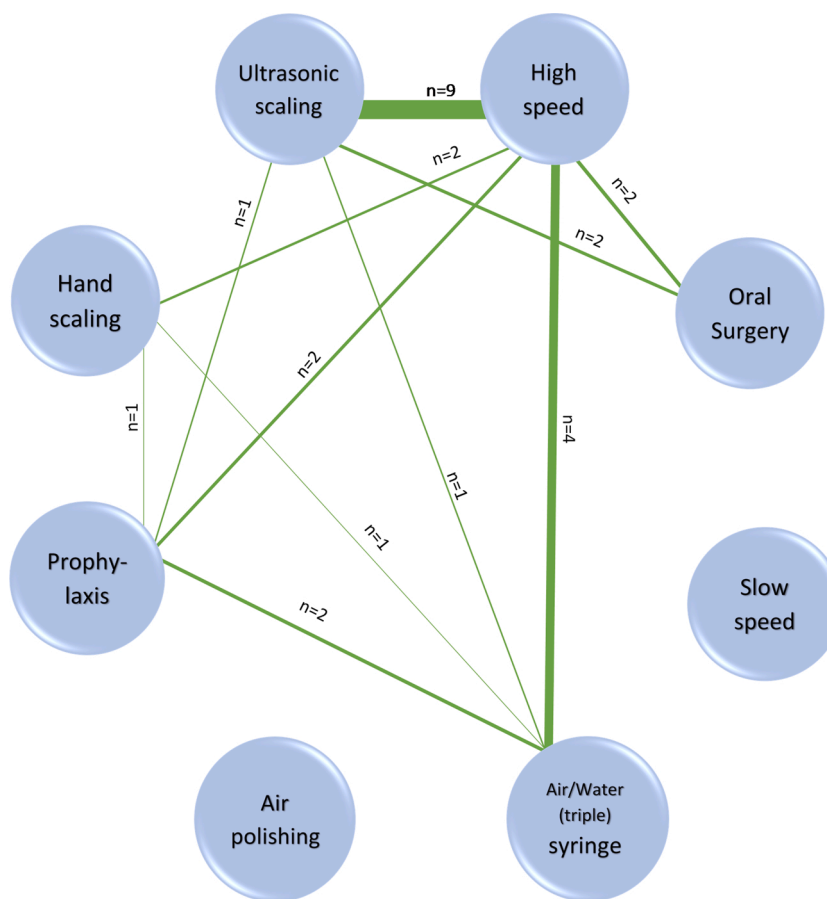 Ultrasonic
scaling
n=9
High
speed
n=2
n=1
n=2
n=2
Hand
scaling
Oral
Surgery
n=2
n=1
n=4
n=1
n=1
Prophy-
laxis
Slow
speed
n=2
Air
polishing
Air/Water
(triple)
syringe